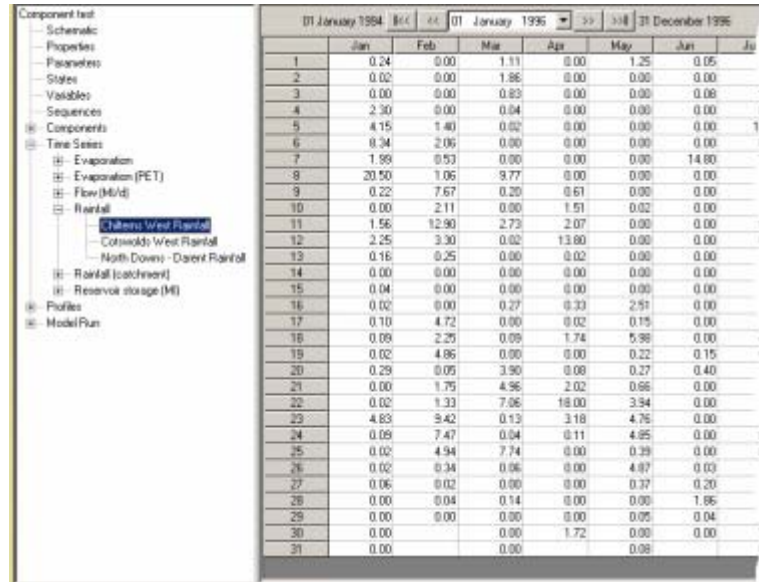 Component test
Schematic
Properties
Parameters
States
Variables
Sequences
Components
Time Series
Evaporation
Evaporation (PET)
Flow (Ml/d)
Rainfall
Chilterns West Rainfall
Cotswolds West Rainfall
North Downs - Darent Rainfall
Rainfall (catchment)
Reservoir storage (Ml)
Profiles
Model Run
01 January 1984 01 January 1996 31 December 1996
Jan Feb Mar Apr May Jun Ju
1 0.24 0.00 1.11 0.00 1.25 0.05
2 0.02 0.00 1.86 0.00 0.00 0.00
3 0.00 0.00 0.83 0.00 0.00 0.08
4 2.30 0.00 0.04 0.00 0.00 0.00
5 4.15 1.40 0.02 0.00 0.00 0.00 1
6 8.34 2.06 0.00 0.00 0.00 0.00
7 1.99 0.53 0.00 0.00 0.00 14.80
8 20.50 1.06 9.77 0.00 0.00 0.00
9 0.22 7.67 0.20 0.61 0.00 0.00
10 0.00 2.11 0.00 1.51 0.02 0.00
11 1.56 12.90 2.73 2.07 0.00 0.00
12 2.25 3.30 0.02 13.80 0.00 0.00
13 0.16 0.25 0.00 0.02 0.00 0.00
14 0.00 0.00 0.00 0.00 0.00 0.00
15 0.04 0.00 0.00 0.00 0.00 0.00
16 0.02 0.00 0.27 0.33 2.51 0.00
17 0.10 4.72 0.00 0.02 0.15 0.00
18 0.09 2.25 0.09 1.74 5.98 0.00
19 0.02 4.86 0.00 0.00 0.22 0.15
20 0.29 0.05 3.90 0.08 0.27 0.40
21 0.00 1.75 4.96 2.02 0.66 0.00
22 0.02 1.33 7.06 18.00 3.94 0.00
23 4.83 9.42 0.13 3.18 4.76 0.00
24 0.09 7.47 0.04 0.11 4.85 0.00
25 0.02 4.94 7.74 0.00 0.39 0.00
26 0.02 0.34 0.06 0.00 4.87 0.03
27 0.06 0.02 0.00 0.00 0.37 0.20
28 0.00 0.04 0.14 0.00 0.00 1.86
29 0.00 0.00 0.00 0.00 0.05 0.04
30 0.00 0.00 1.72 0.00 0.00
31 0.00 0.00 0.08